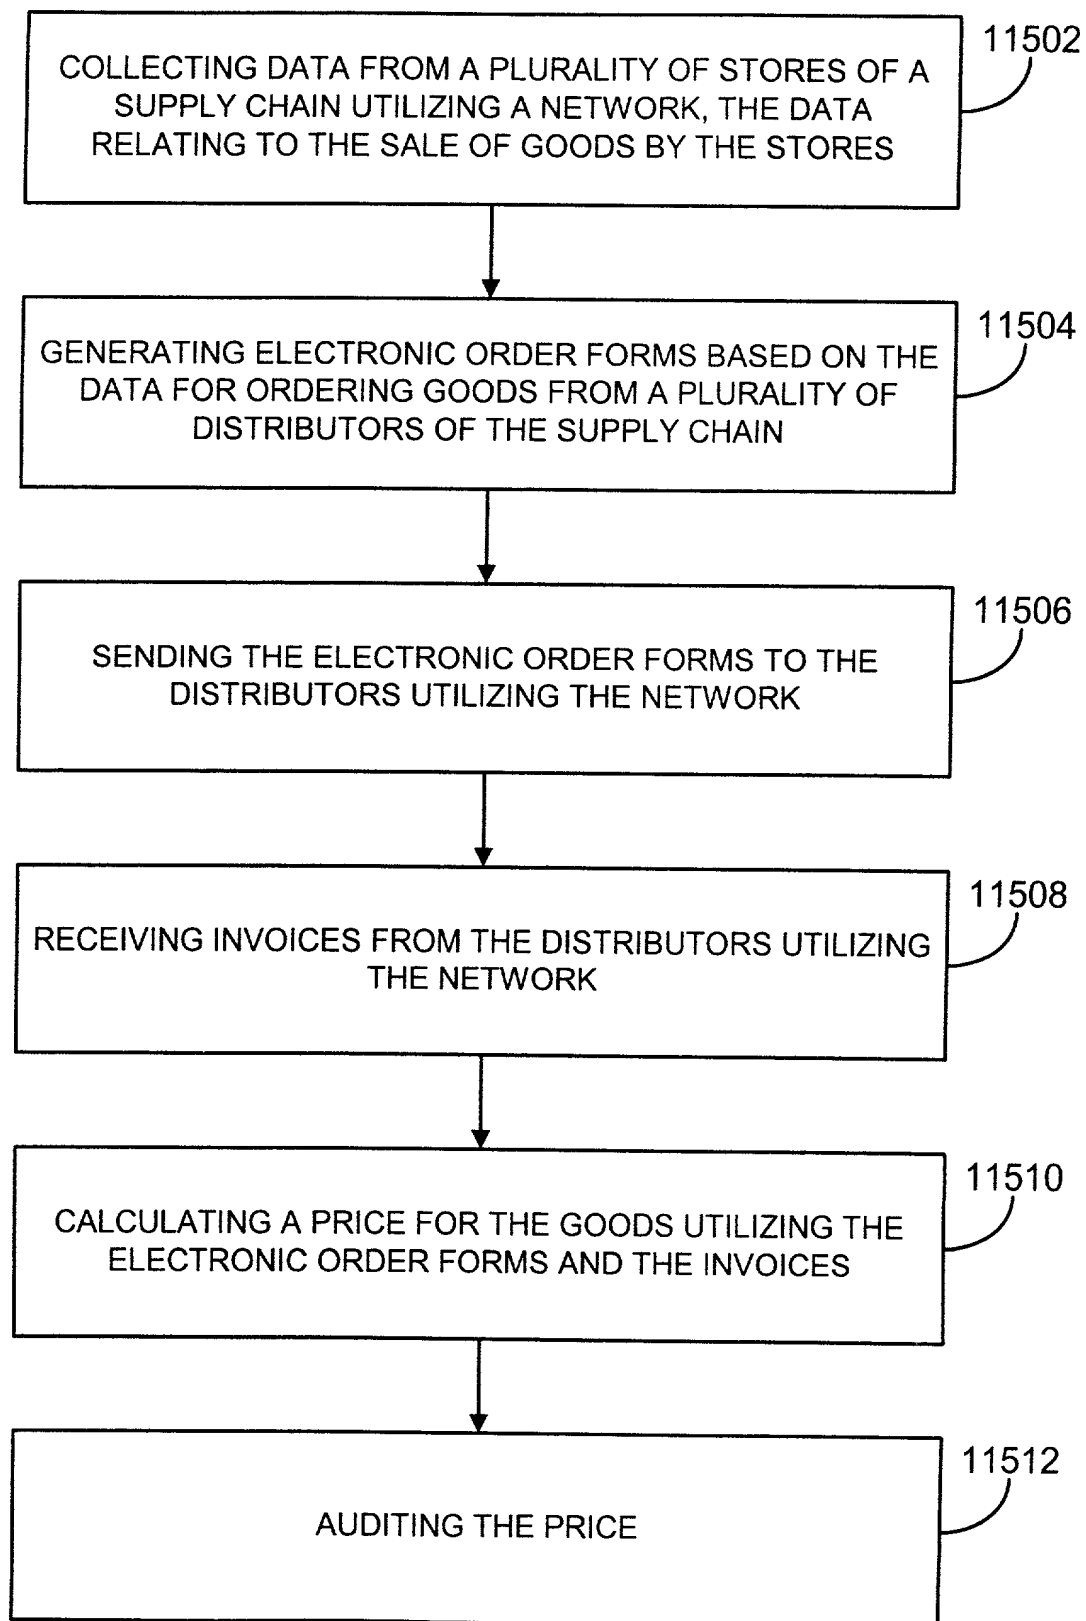 11502
COLLECTING DATA FROM A PLURALITY OF STORES OF A
SUPPLY CHAIN UTILIZING A NETWORK, THE DATA
RELATING TO THE SALE OF GOODS BY THE STORES
11504
GENERATING ELECTRONIC ORDER FORMS BASED ON THE
DATA FOR ORDERING GOODS FROM A PLURALITY OF
DISTRIBUTORS OF THE SUPPLY CHAIN
11506
SENDING THE ELECTRONIC ORDER FORMS TO THE
DISTRIBUTORS UTILIZING THE NETWORK
11508
RECEIVING INVOICES FROM THE DISTRIBUTORS UTILIZING
THE NETWORK
11510
CALCULATING A PRICE FOR THE GOODS UTILIZING THE
ELECTRONIC ORDER FORMS AND THE INVOICES
11512
AUDITING THE PRICE